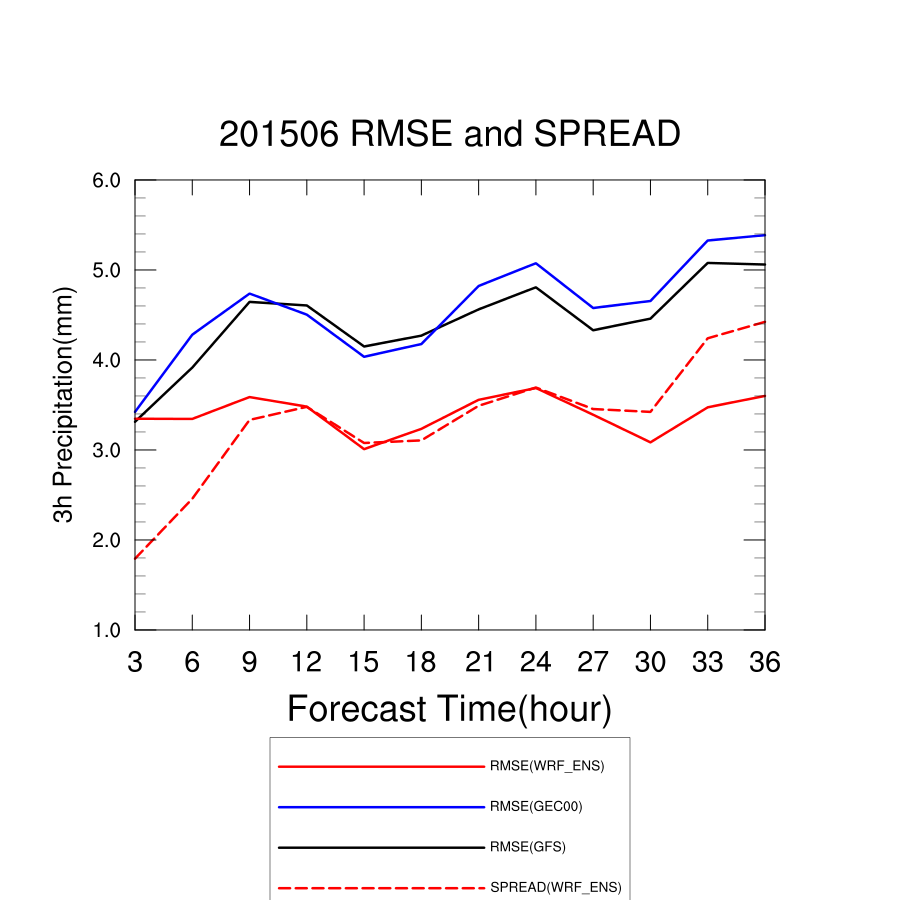 201506 RMSE and SPREAD
6.0
5.0
4.0
3.0
2.0
1.0
3h Precipitation(mm)
3 6 9 12 15 18 21 24 27 30 33 36
Forecast Time(hour)
RMSE(WRF_ENS)
RMSE(GEC00)
RMSE(GFS)
SPREAD(WRF_ENS)